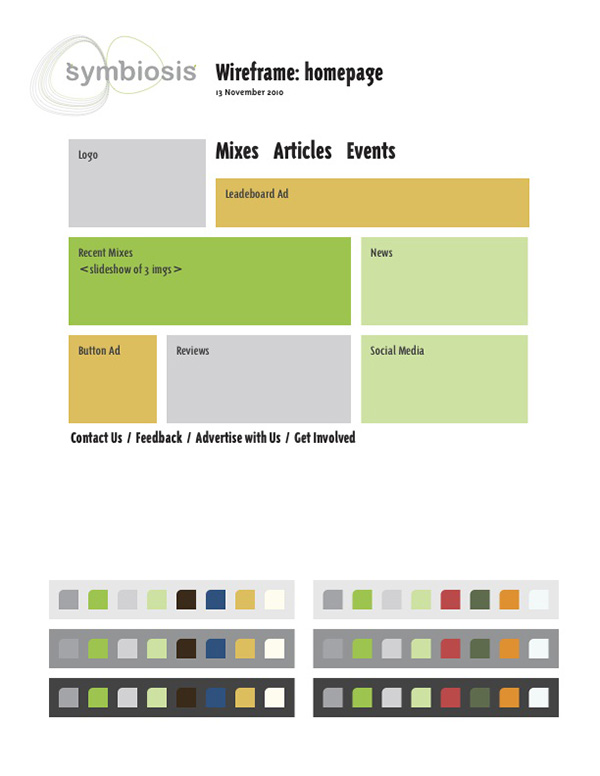 symbiosis
Wireframe: homepage
13 November 2010
Logo
Mixes Articles Events
Leadeboard Ad
Recent Mixes
<slideshow of 3 imgs>
News
Button Ad
Reviews
Social Media
Contact Us / Feedback / Advertise with Us / Get Involved